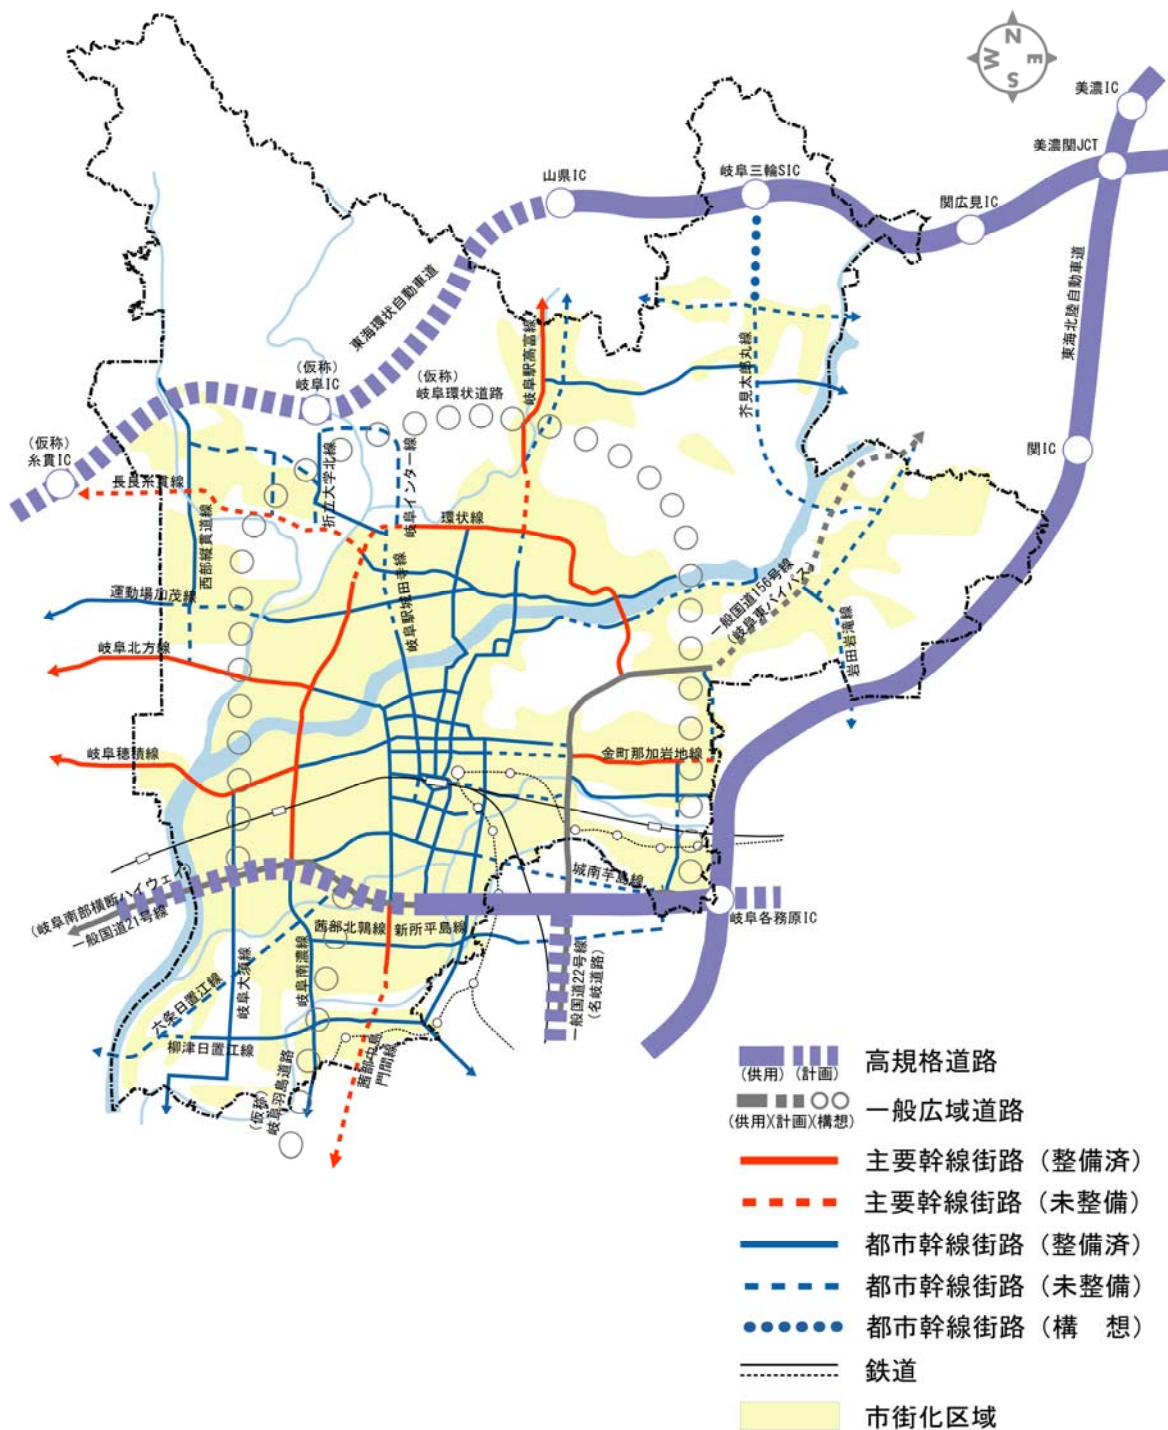 N
W
E
S
美濃IC
美濃関JCT
山県IC
岐阜三輪SIC
関広見IC
東海環状自動車道
東海北陸自動車道
岐阜駅高富線
(仮称)
岐阜IC
(仮称)
岐阜環状道路
芥見太郎丸線
(仮称)
糸貫IC
関IC
長良糸貫線
折立大学北線
岐阜インター線
環状線
西部縦貫道線
運動場加茂線
岐阜駅城田寺線
一般国道156号線
(岐阜東バイパス)
岩田岩滝線
岐阜北方線
岐阜穂積線
金町那加岩地線
城南芋島線
(岐阜南部横断ハイウェイ)
一般国道21号線
岐阜各務原IC
茜部北鶉線
新所平島線
岐阜大須線
岐阜南濃線
一般国道22号線
(名岐道路)
六条日置江線
柳津日置江線
茜部中島
門間線
(仮称)
岐阜羽島道路
(供用)
(計画)
高規格道路
(供用)(計画)(構想)
一般広域道路
主要幹線街路（整備済）
主要幹線街路（未整備）
都市幹線街路（整備済）
都市幹線街路（未整備）
都市幹線街路（構　想）
鉄道
市街化区域